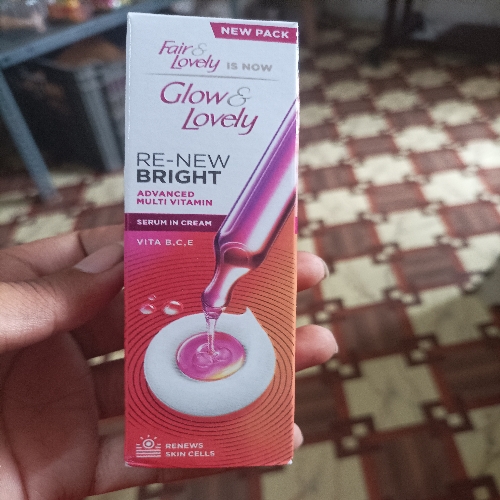 NEW PACK
Fair & Lovely IS NOW
Glow &
Lovely
RE-NEW
BRIGHT
ADVANCED
MULTI VITAMIN
SERUM IN CREAM
VITA B,C,E
RENEWS
SKIN CELLS